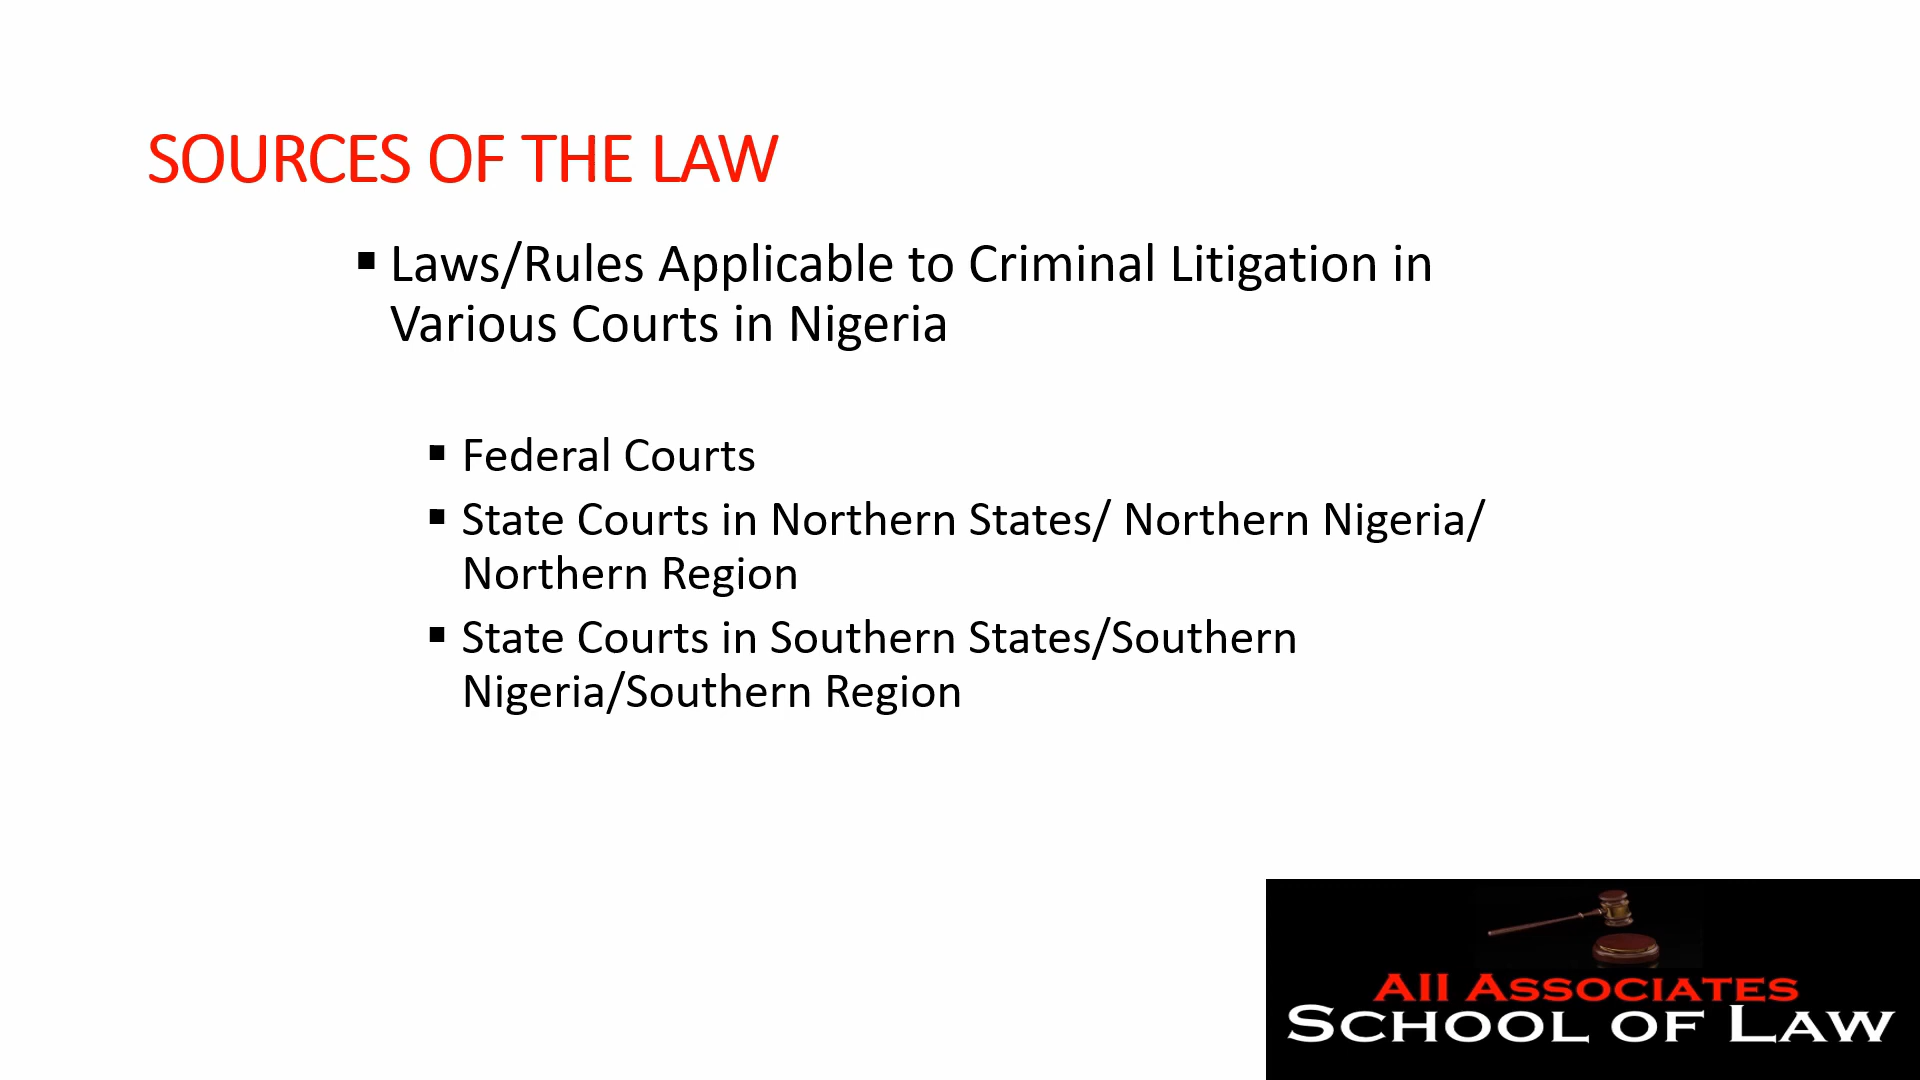 SOURCES OF THE LAW
▪ Laws/Rules Applicable to Criminal Litigation in
Various Courts in Nigeria
▪ Federal Courts
▪ State Courts in Northern States/ Northern Nigeria/
Northern Region
▪ State Courts in Southern States/Southern
Nigeria/Southern Region
All Associates
School of Law